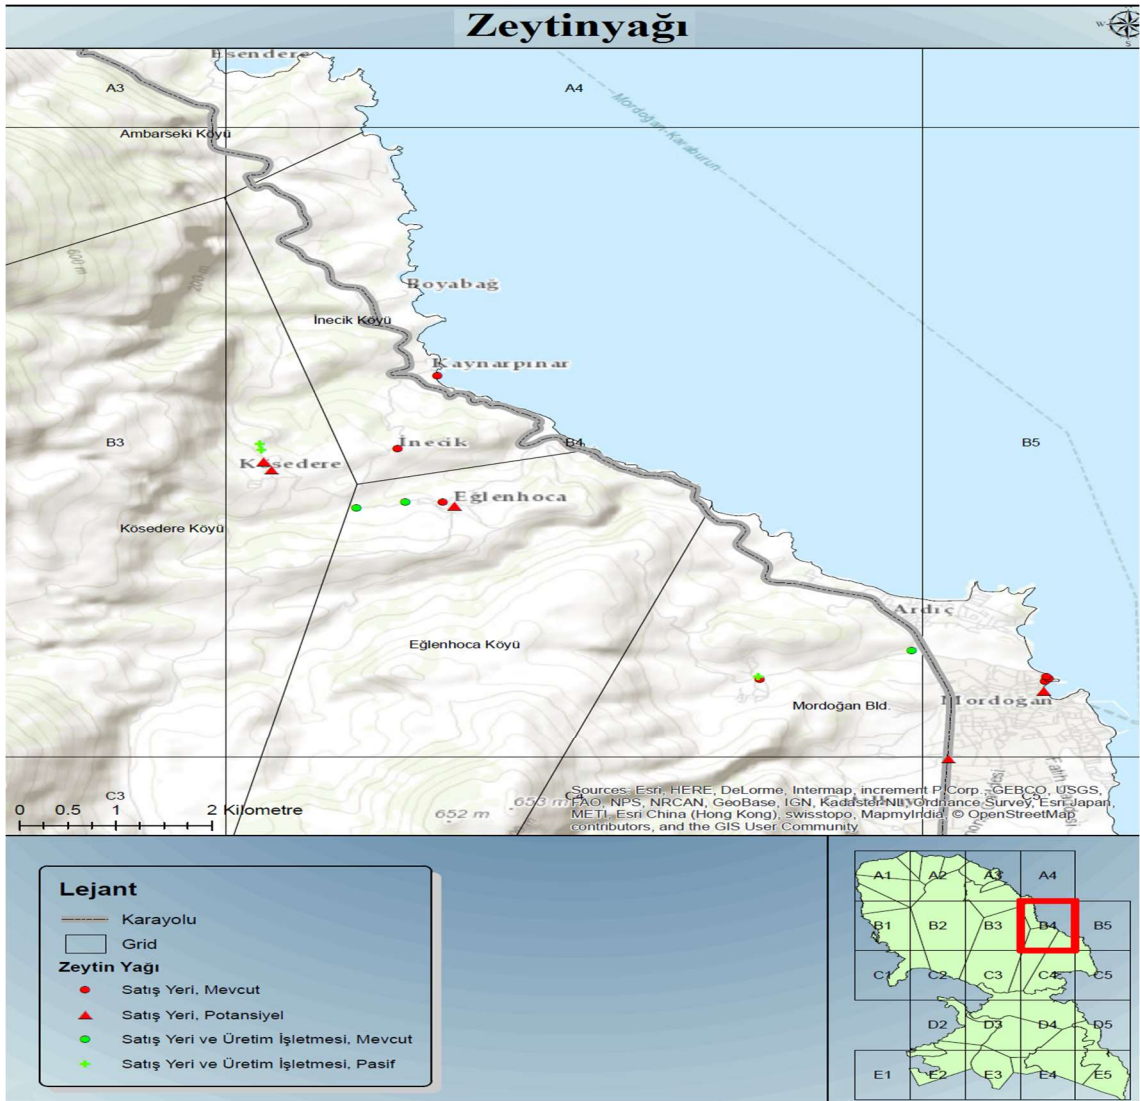 Zeytinyağı
W
S
Esendere
A3
A4
Mordoğan-Karaburun
Ambarseki Köyü
600 m
200 m
Boyabağ
İnecik Köyü
Kaynarpınar
B3
İnecik
B4
B5
Kösedere
Eğlenhoca
Kösedere Köyü
Ardıç
Eğlenhoca Köyü
Mordoğan
Mordoğan Bld.
C3
C4
C5
0 0.5 1 2 Kilometre
652 m
653 m
Sources: Esri, HERE, DeLorme, Intermap, increment P Corp., GEBCO, USGS,
FAO, NPS, NRCAN, GeoBase, IGN, Kadaster NL, Ordnance Survey, Esri Japan,
METI, Esri China (Hong Kong), swisstopo, MapmyIndia, © OpenStreetMap
contributors, and the GIS User Community
Lejant
Karayolu
Grid
Zeytin Yağı
Satış Yeri, Mevcut
Satış Yeri, Potansiyel
Satış Yeri ve Üretim İşletmesi, Mevcut
Satış Yeri ve Üretim İşletmesi, Pasif
A1 A2 A3 A4
B1 B2 B3 B4 B5
C1 C2 C3 C4 C5
D2 D3 D4 D5
E1 E2 E3 E4 E5